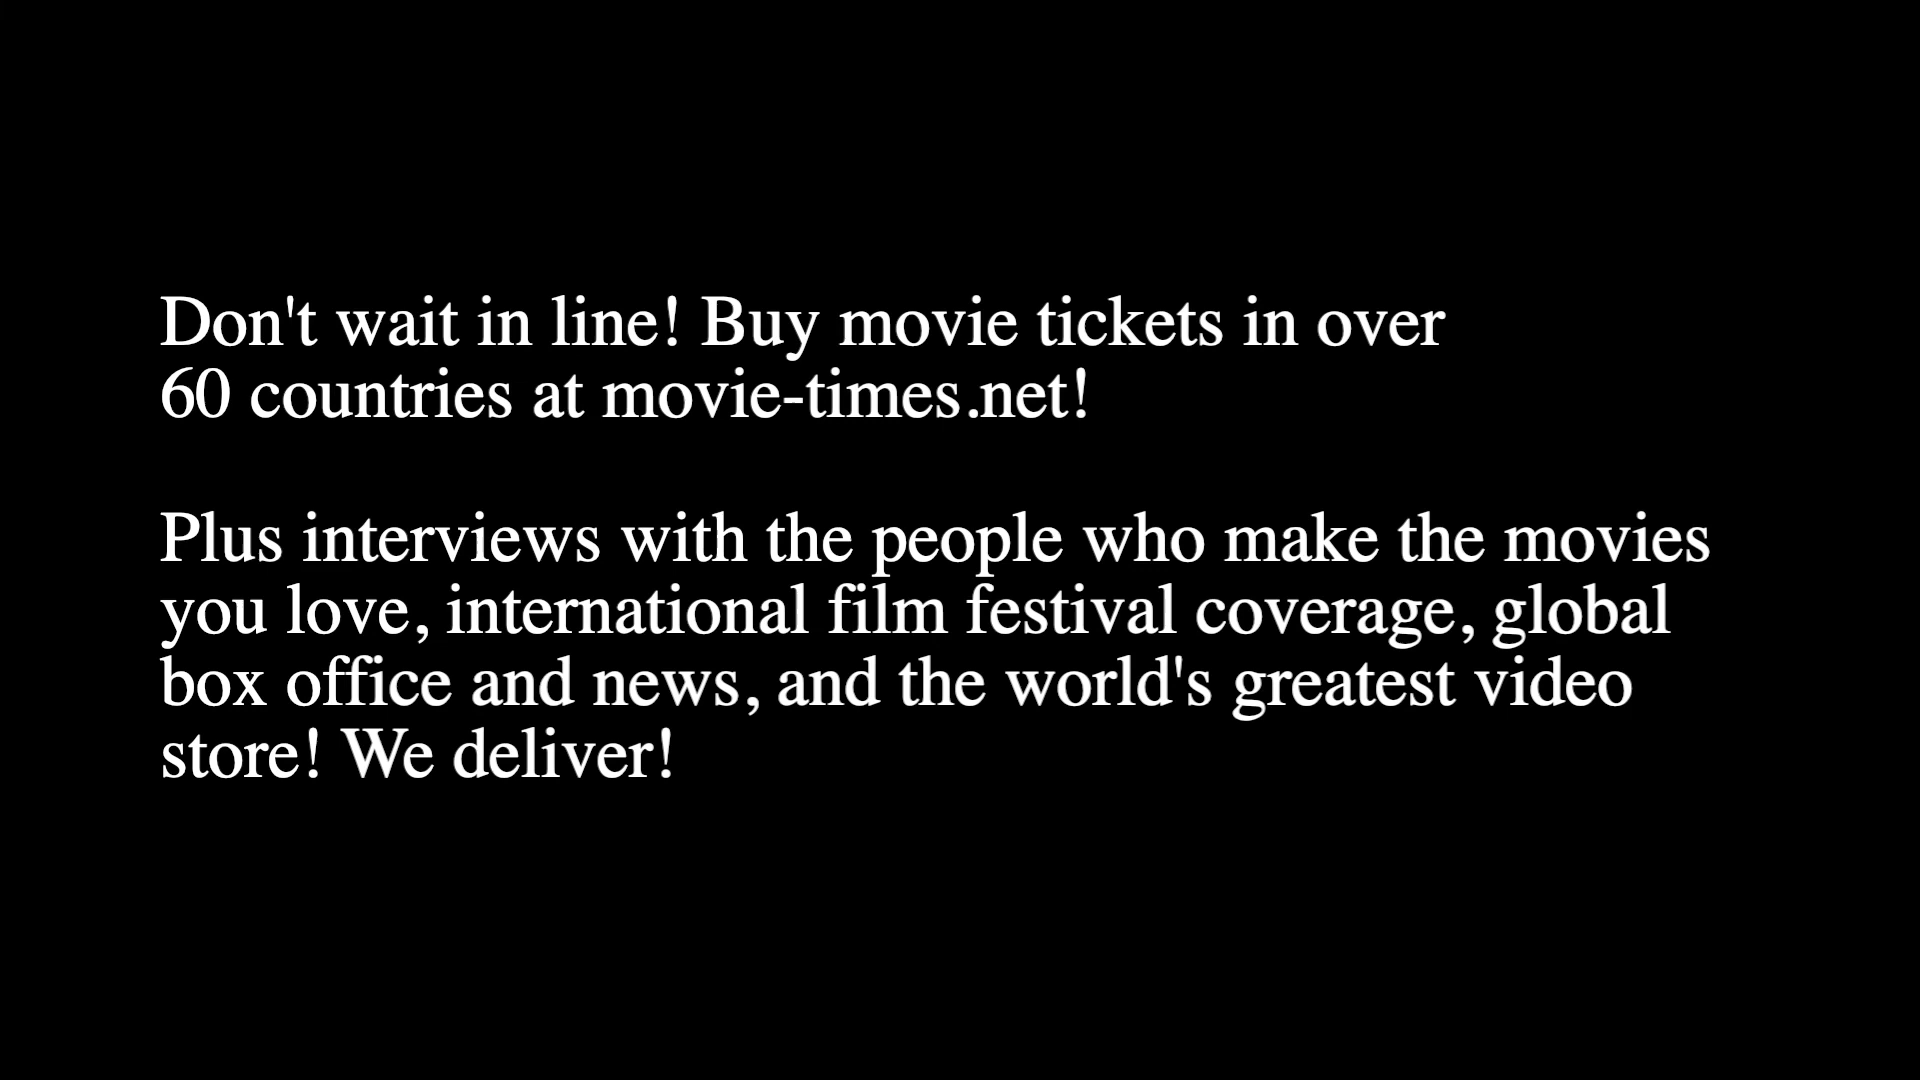 Don't wait in line! Buy movie tickets in over
60 countries at movie-times.net!
Plus interviews with the people who make the movies
you love, international film festival coverage, global
box office and news, and the world's greatest video
store! We deliver!